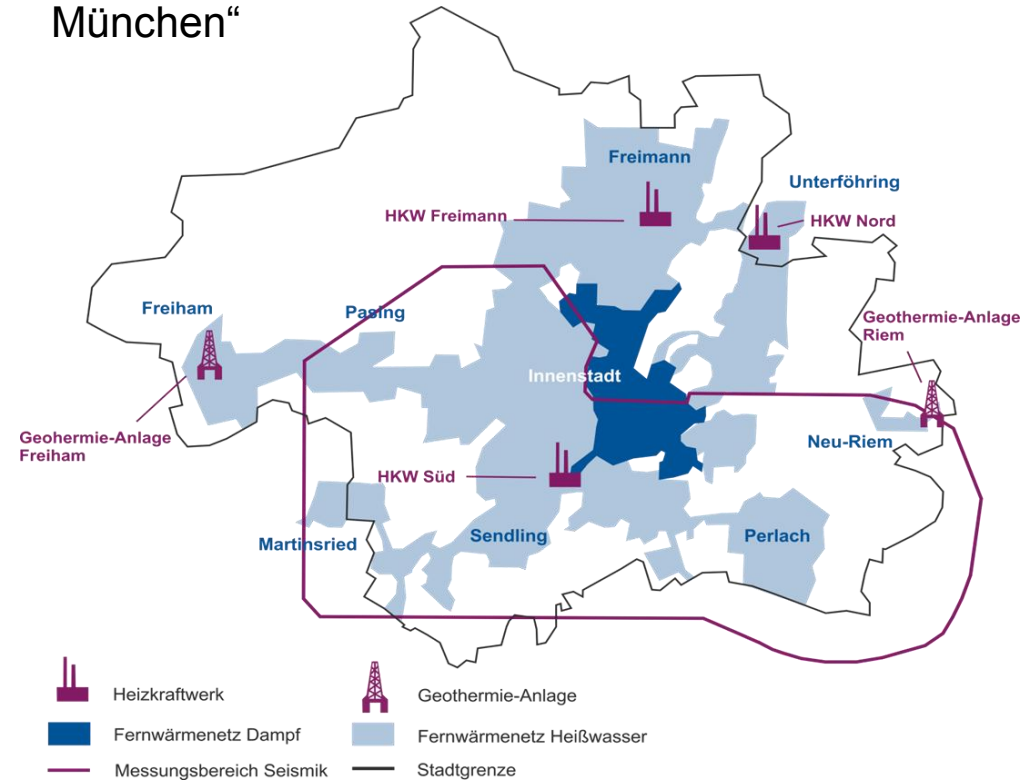 München“
Freimann
Unterföhring
HKW Freimann
HKW Nord
Freiham
Pasing
Geothermie-Anlage
Riem
Innenstadt
Geohermie-Anlage
Freiham
Neu-Riem
HKW Süd
Martinsried
Sendling
Perlach
Heizkraftwerk
Geothermie-Anlage
Fernwärmenetz Dampf
Fernwärmenetz Heißwasser
Messungsbereich Seismik
Stadtgrenze